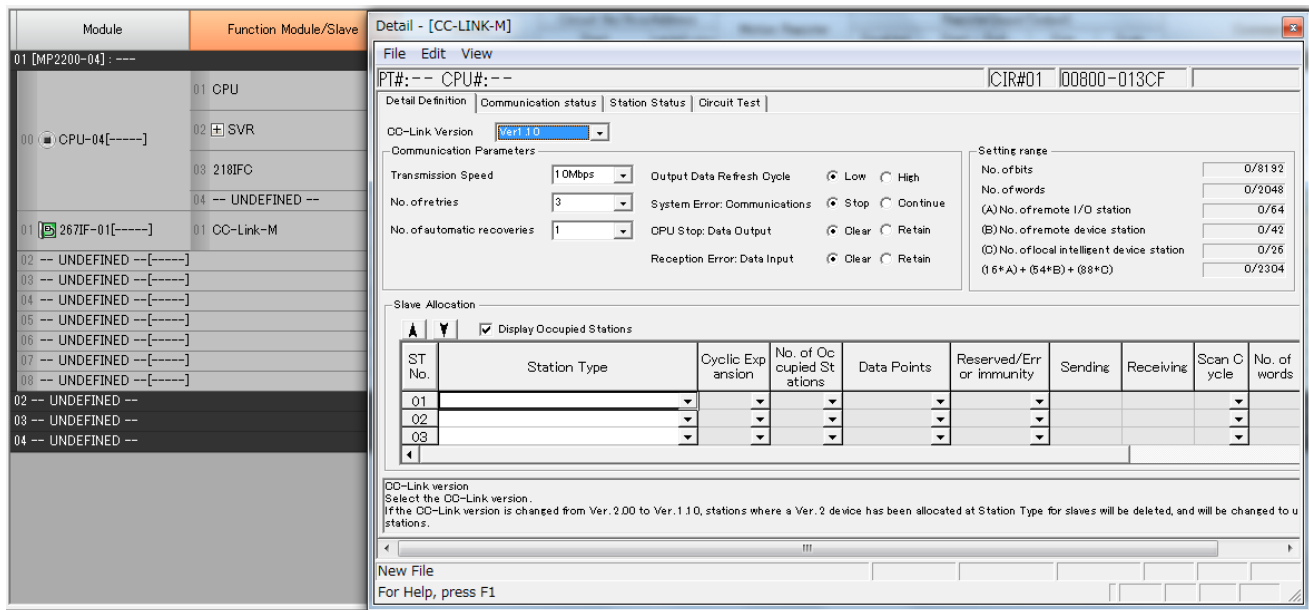 Module Function Module/Slave
01 [MP2200-04] : ---
00 CPU-04[-----]
01 CPU
02 SVR
03 218IFC
04 -- UNDEFINED --
01 267IF-01[-----] 01 CC-Link-M
02 -- UNDEFINED --[-----]
03 -- UNDEFINED --[-----]
04 -- UNDEFINED --[-----]
05 -- UNDEFINED --[-----]
06 -- UNDEFINED --[-----]
07 -- UNDEFINED --[-----]
08 -- UNDEFINED --[-----]
02 -- UNDEFINED --
03 -- UNDEFINED --
04 -- UNDEFINED --
Detail - [CC-LINK-M]
File Edit View
PT#:-- CPU#:-- CIR#01 00800-013CF
Detail Definition Communication status Station Status Circuit Test
CC-Link Version Ver1.10
Communication Parameters
Transmission Speed 10Mbps Output Data Refresh Cycle Low High
No. of retries 3 System Error: Communications Stop Continue
No. of automatic recoveries 1 CPU Stop: Data Output Clear Retain
Reception Error: Data Input Clear Retain
Setting range
No. of bits 0/8192
No. of words 0/2048
(A) No. of remote I/O station 0/64
(B) No. of remote device station 0/42
(C) No. of local intelligent device station 0/26
(16*A) + (54*B) + (88*C) 0/2304
Slave Allocation
Display Occupied Stations
ST No. Station Type Cyclic Expansion No. of Occupied Stations Data Points Reserved/Error immunity Sending Receiving Scan Cycle No. of words
01
02
03
CC-Link version
Select the CC-Link version.
If the CC-Link version is changed from Ver. 2.00 to Ver. 1.10, stations where a Ver. 2 device has been allocated at Station Type for slaves will be deleted, and will be changed to u
stations.
New File
For Help, press F1